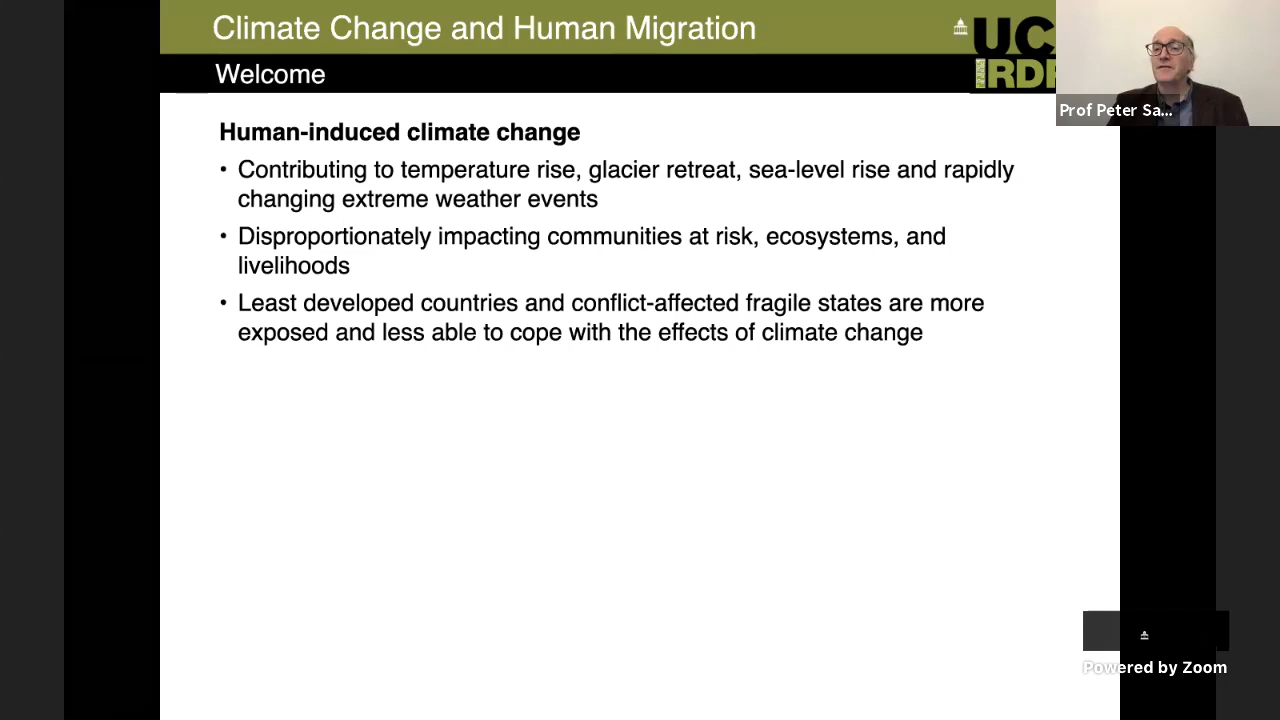 Climate Change and Human Migration
Welcome
UC
IRDR
Prof Peter Sa...
Human-induced climate change
• Contributing to temperature rise, glacier retreat, sea-level rise and rapidly
changing extreme weather events
• Disproportionately impacting communities at risk, ecosystems, and
livelihoods
• Least developed countries and conflict-affected fragile states are more
exposed and less able to cope with the effects of climate change
Powered by Zoom